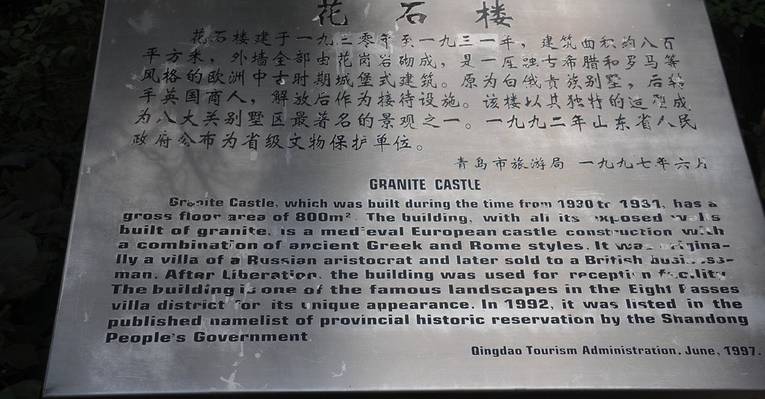 花石楼
花石楼建于一九三零年至一九三一年，建筑面积约八百
平方米，外墙全部由花岗岩砌成，是一座融古希腊和罗马等
风格的欧洲中古时期城堡式建筑。原为白俄贵族别墅，后转
手英国商人，解放后作为接待设施。该楼以其独特的造型成
为八大关别墅区最著名的景观之一。一九九二年山东省人民
政府公布为省级文物保护单位。
青岛市旅游局 一九九七年六月
GRANITE CASTLE
Granite Castle, which was built during the time from 1930 to 1931, has a
gross floor area of 800m². The building, with all its exposed walls
built of granite, is a medieval European castle construction with
a combination of ancient Greek and Rome styles. It was origina-
lly a villa of a Russian aristocrat and later sold to a British business-
man. After Liberation, the building was used for reception facility.
The building is one of the famous landscapes in the Eight Passes
villa district for its unique appearance. In 1992, it was listed in the
published namelist of provincial historic reservation by the Shandong
People's Government.
Qingdao Tourism Administration. June, 1997.